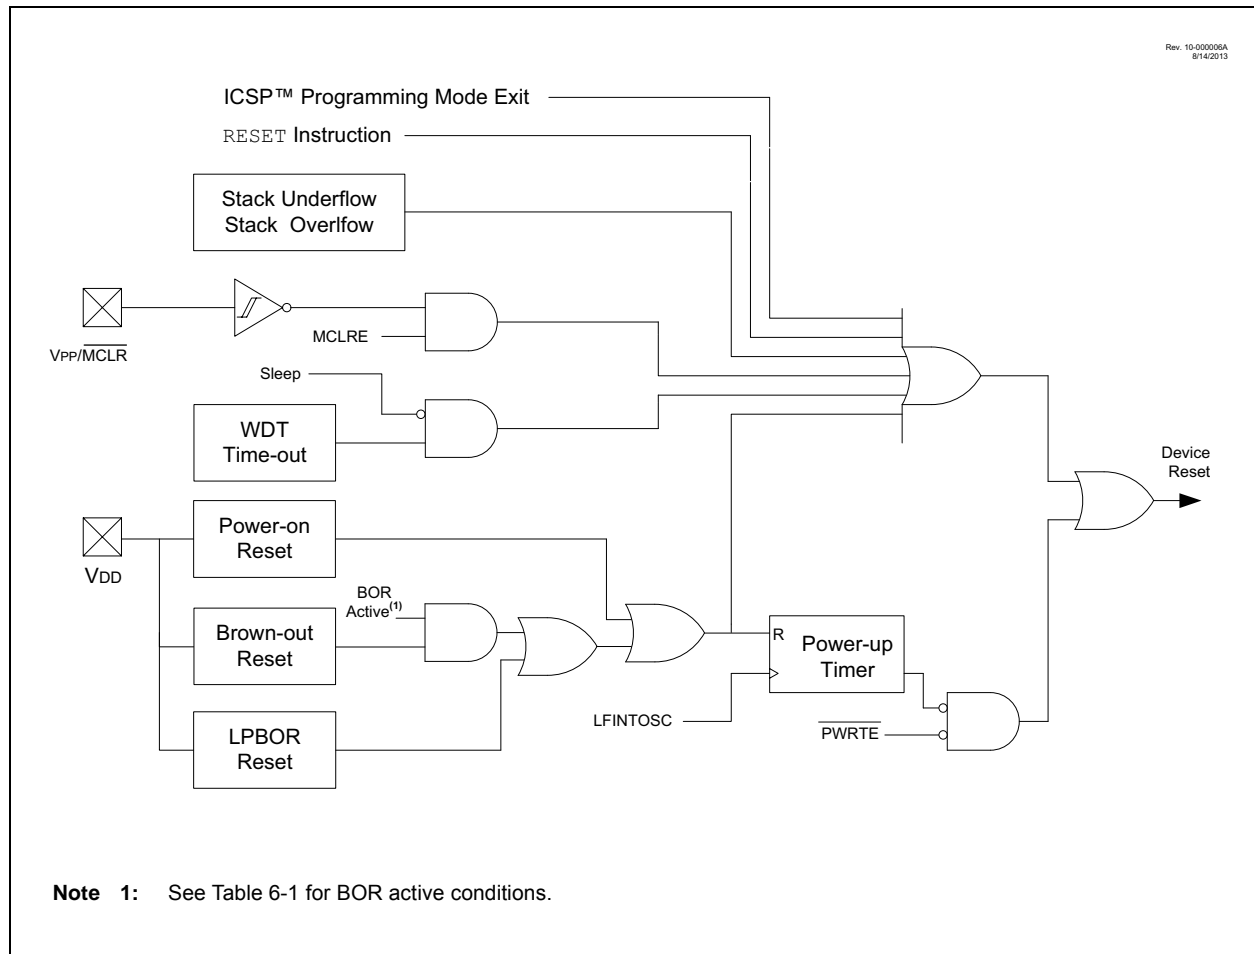 Rev. 10-000006A
8/14/2013
ICSP™ Programming Mode Exit
RESET Instruction
Stack Underflow
Stack Overlfow
VPP/MCLR
MCLRE
Sleep
WDT
Time-out
Device
Reset
VDD
Power-on
Reset
BOR
Active(1)
Brown-out
Reset
R
Power-up
Timer
LFINTOSC
PWRTE
LPBOR
Reset
Note 1: See Table 6-1 for BOR active conditions.